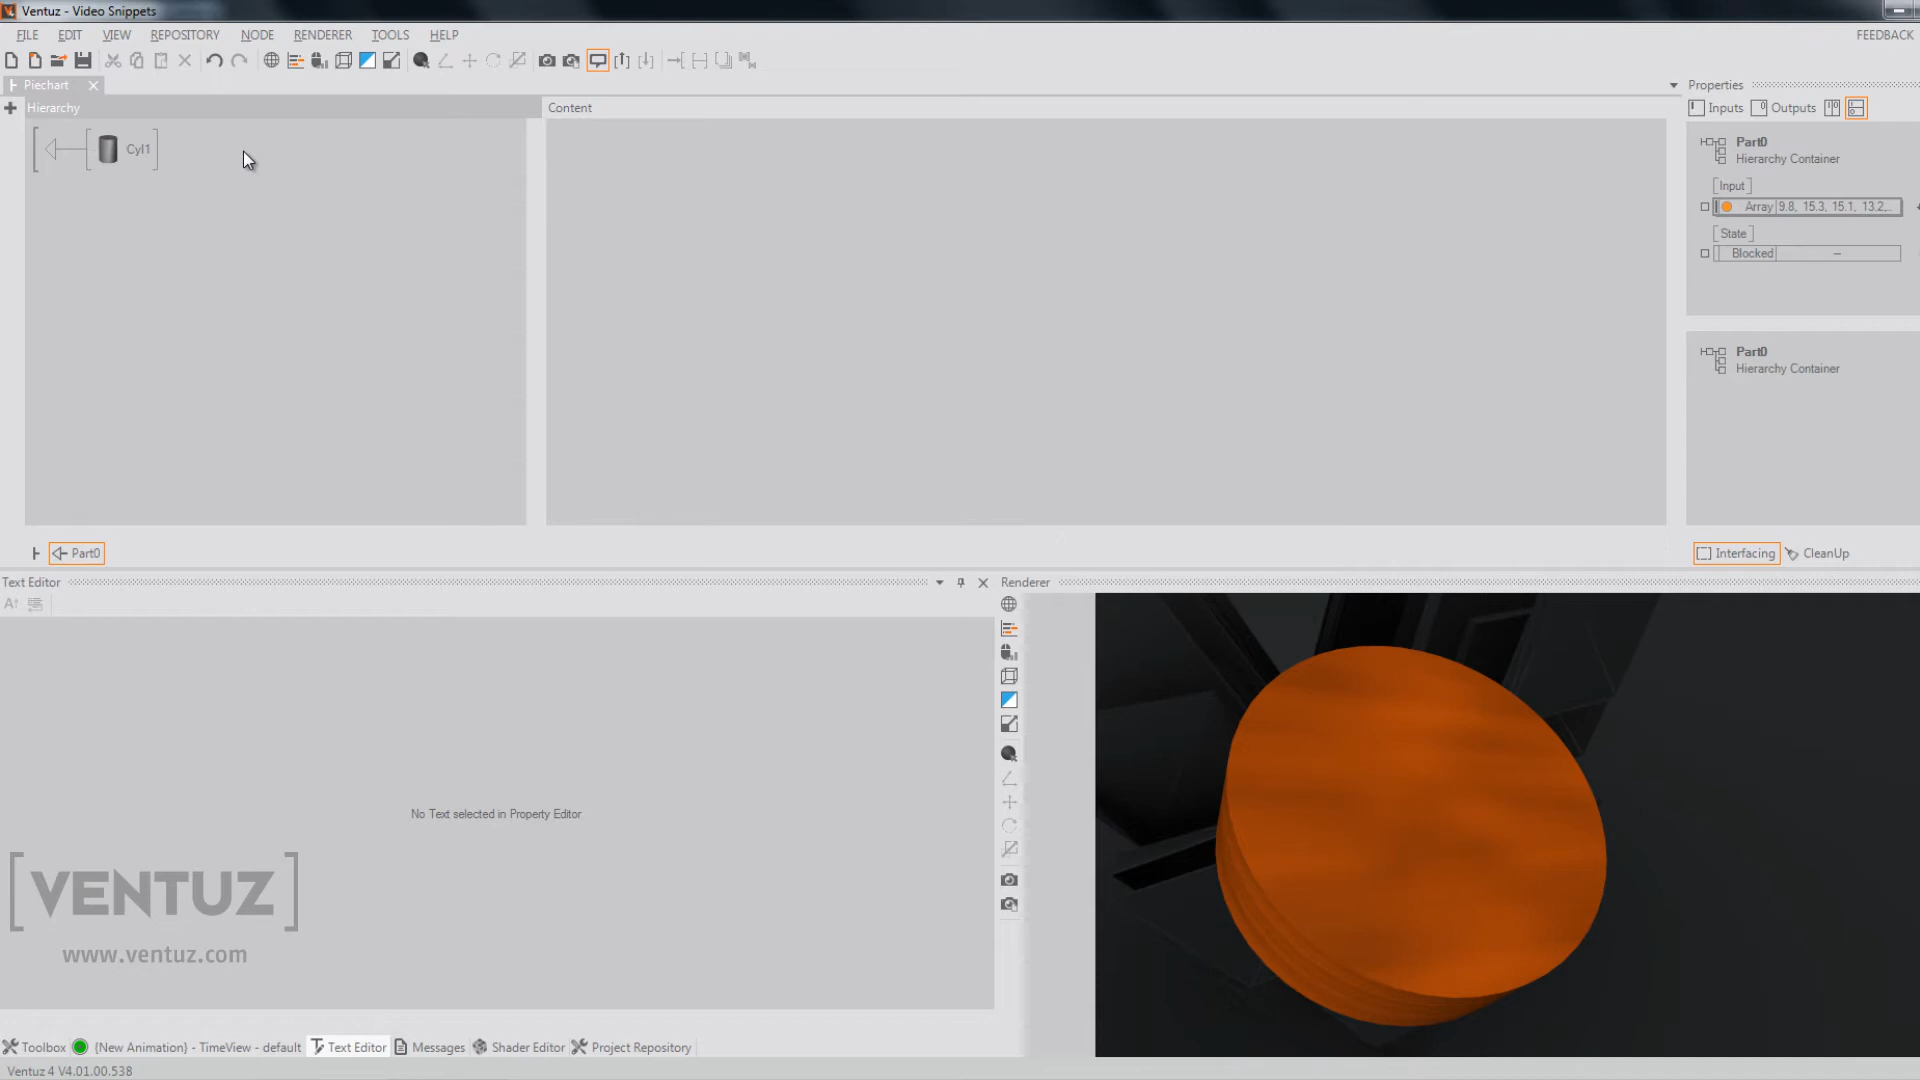 Ventuz - Video Snippets
FILE EDIT VIEW REPOSITORY NODE RENDERER TOOLS HELP FEEDBACK
Piechart
Properties
Hierarchy Content
Inputs Outputs
Cyl1
Part0
Hierarchy Container
[Input]
Array 9.8, 15.3, 15.1, 13.2,..
[State]
Blocked –
Part0
Hierarchy Container
Part0
Interfacing CleanUp
Text Editor
Renderer
No Text selected in Property Editor
[VENTUZ]
www.ventuz.com
Toolbox {New Animation} - TimeView - default Text Editor Messages Shader Editor Project Repository
Ventuz 4 V4.01.00.538